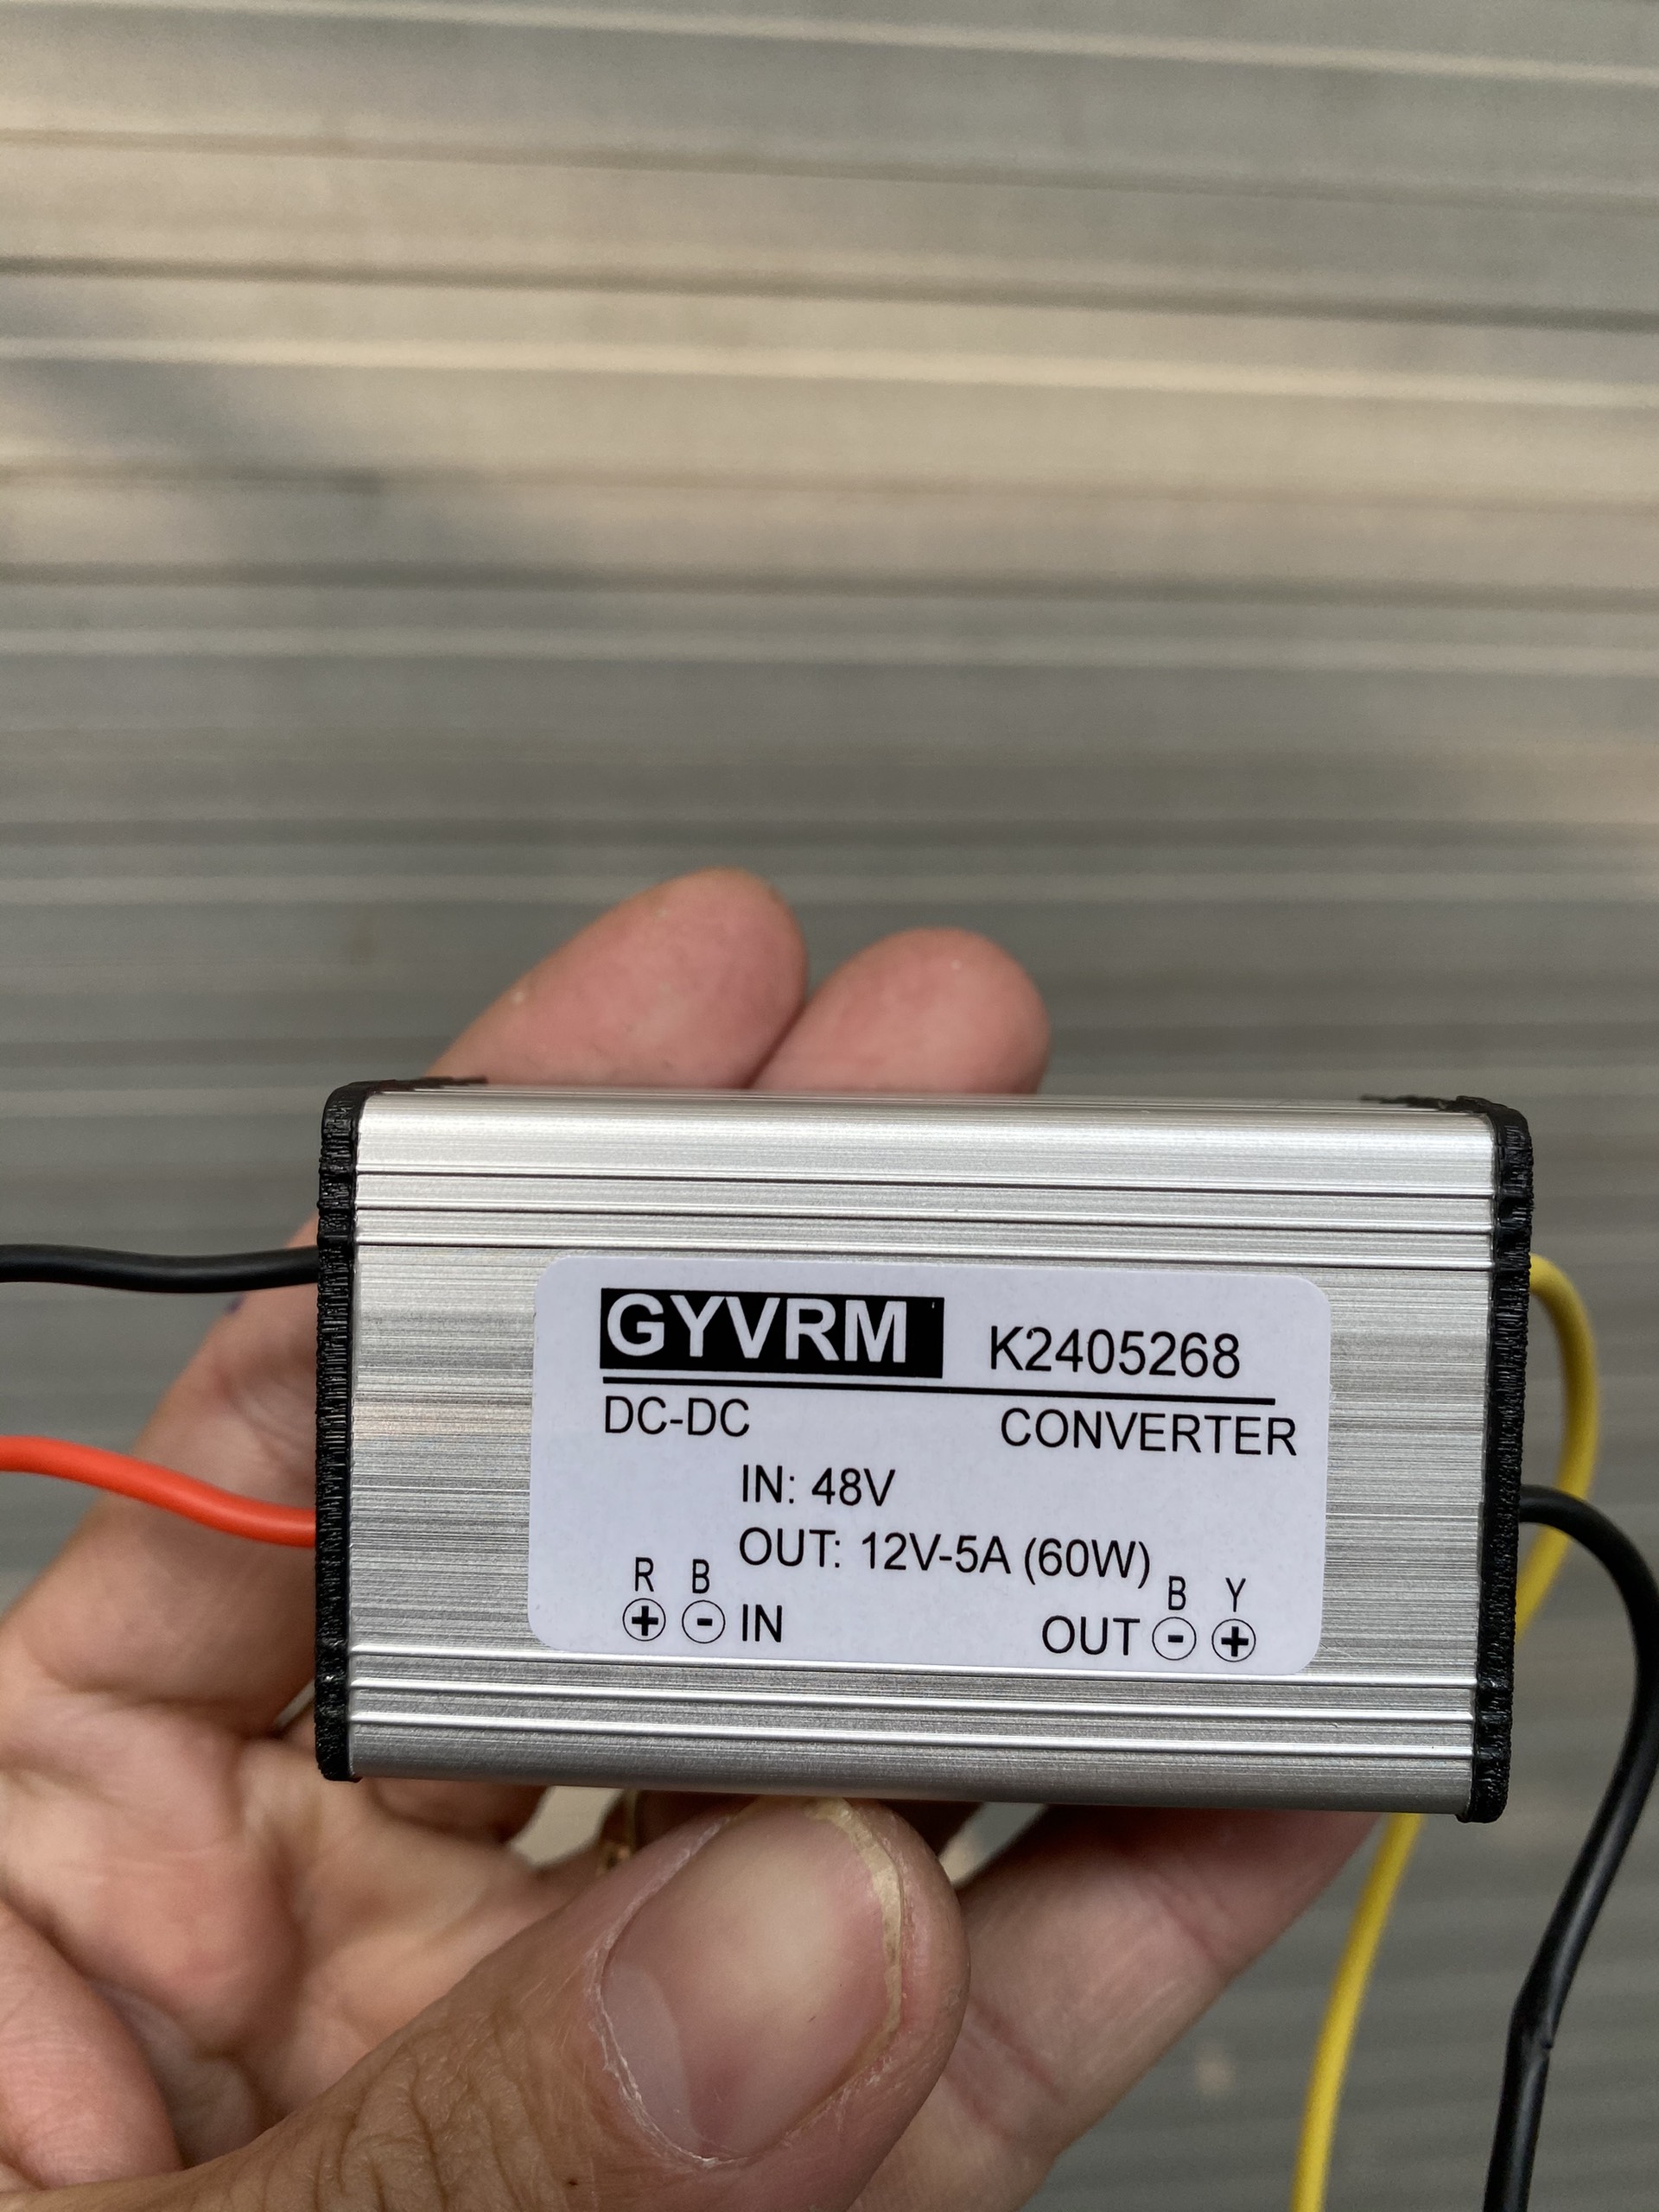 GYVRM K2405268
DC-DC CONVERTER
IN: 48V
OUT: 12V-5A (60W)
R B B Y
+ - IN OUT - +